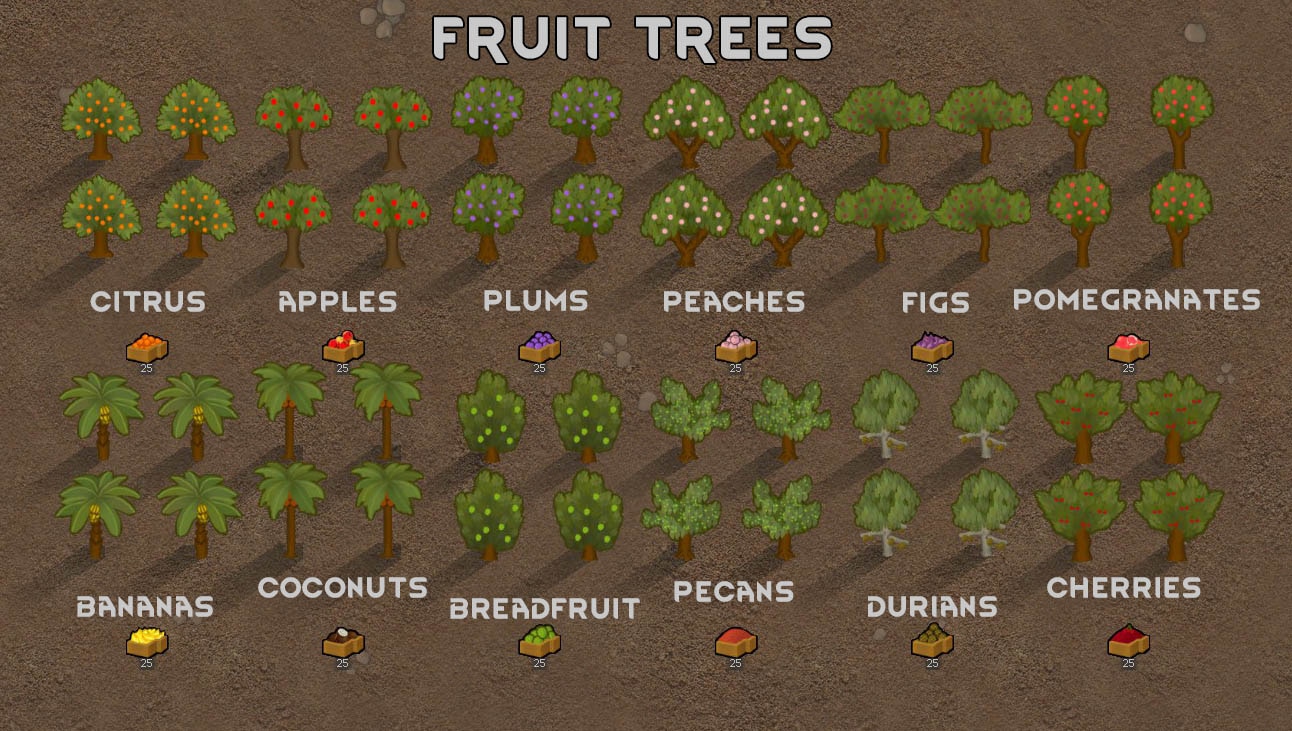 FRUIT TREES
CITRUS APPLES PLUMS PEACHES FIGS POMEGRANATES
25 25 25 25 25 25
BANANAS COCONUTS BREADFRUIT PECANS DURIANS CHERRIES
25 25 25 25 25 25